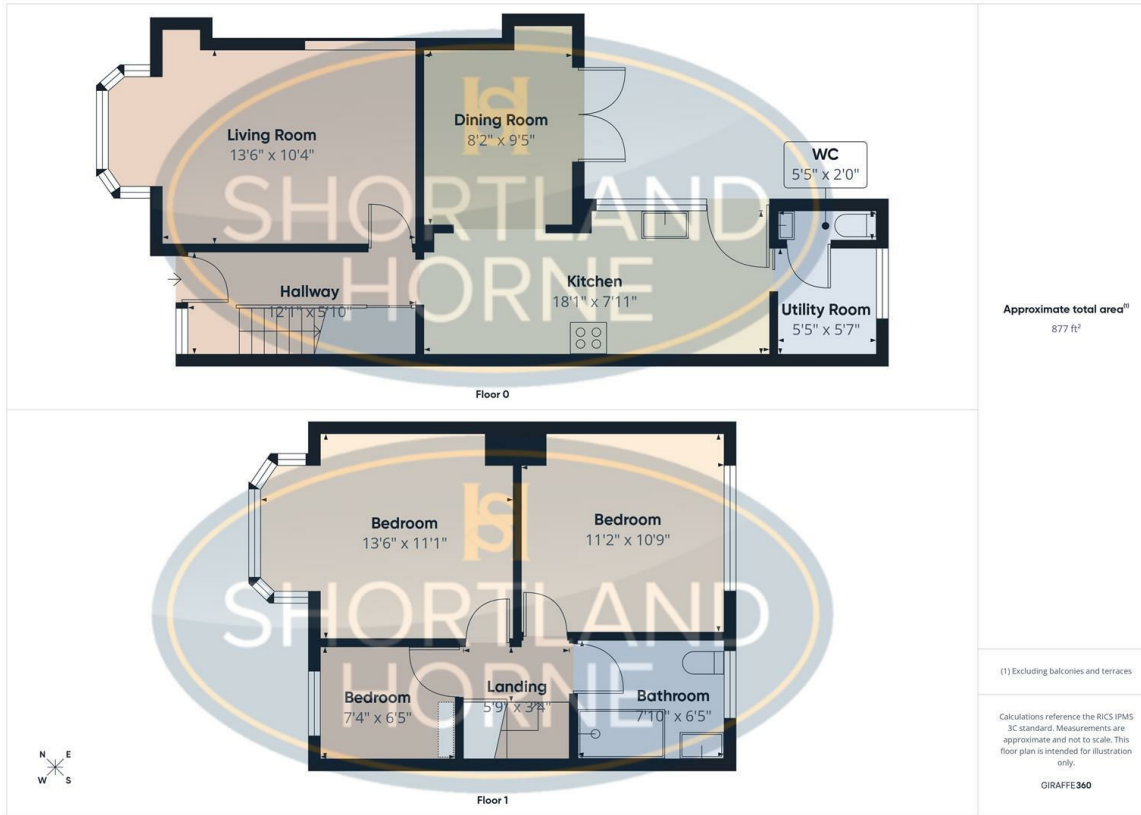 Living Room
13'6" x 10'4"
Dining Room
8'2" x 9'5"
WC
5'5" x 2'0"
Hallway
12'1" x 5'10"
Kitchen
18'1" x 7'11"
Utility Room
5'5" x 5'7"
SHORTLAND
HORNE
Floor 0
Approximate total area(1)
877 ft²
Bedroom
13'6" x 11'1"
Bedroom
11'2" x 10'9"
Bedroom
7'4" x 6'5"
Landing
5'9" x 3'4"
Bathroom
7'10" x 6'5"
SHORTLAND
HORNE
N E
W S
Floor 1
(1) Excluding balconies and terraces
Calculations reference the RICS IPMS
3C standard. Measurements are
approximate and not to scale. This
floor plan is intended for illustration
only.
GIRAFFE360